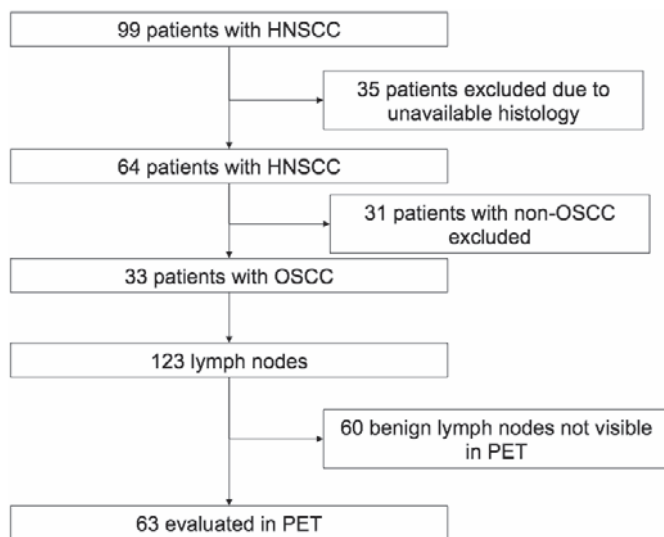 99 patients with HNSCC
35 patients excluded due to
unavailable histology
64 patients with HNSCC
31 patients with non-OSCC
excluded
33 patients with OSCC
123 lymph nodes
60 benign lymph nodes not visible
in PET
63 evaluated in PET